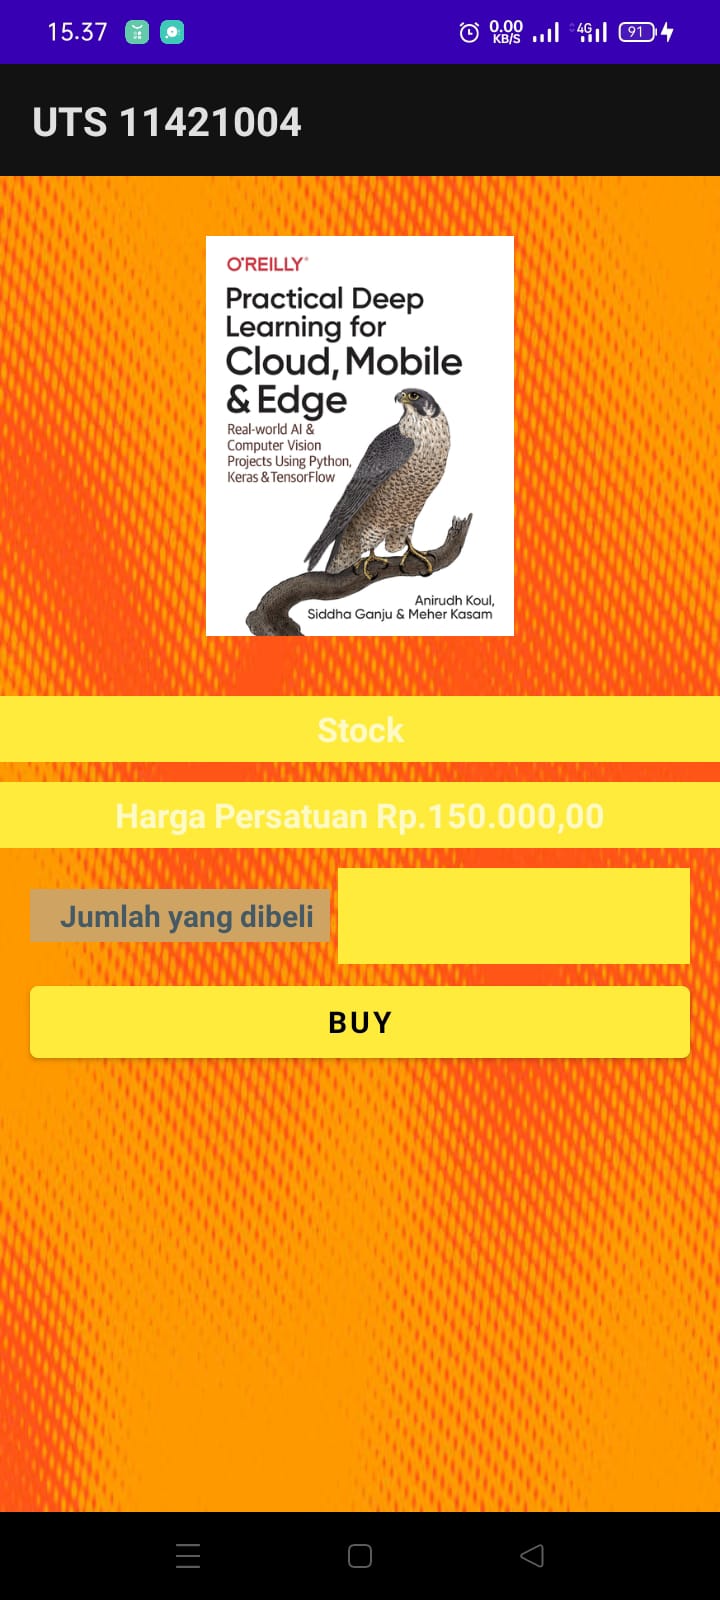 15.37
0.00
KB/S
4G
91
UTS 11421004
O'REILLY®
Practical Deep
Learning for
Cloud, Mobile
& Edge
Real-world AI &
Computer Vision
Projects Using Python,
Keras & TensorFlow
Anirudh Koul,
Siddha Ganju & Meher Kasam
Stock
Harga Persatuan Rp.150.000,00
Jumlah yang dibeli
BUY